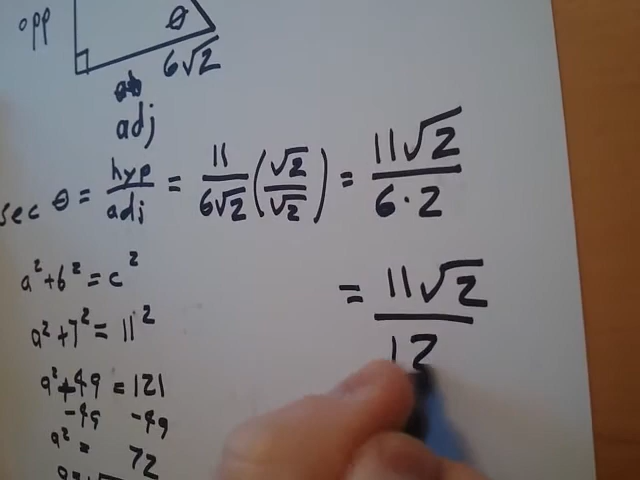 opp
θ
6√2
adj
sec θ = hyp/adj = 11/6√2 (√2/√2) = 11√2/6·2
= 11√2/12
a²+6²=c²
a²+7²=11²
a²+49=121
-49 -49
a² = 72